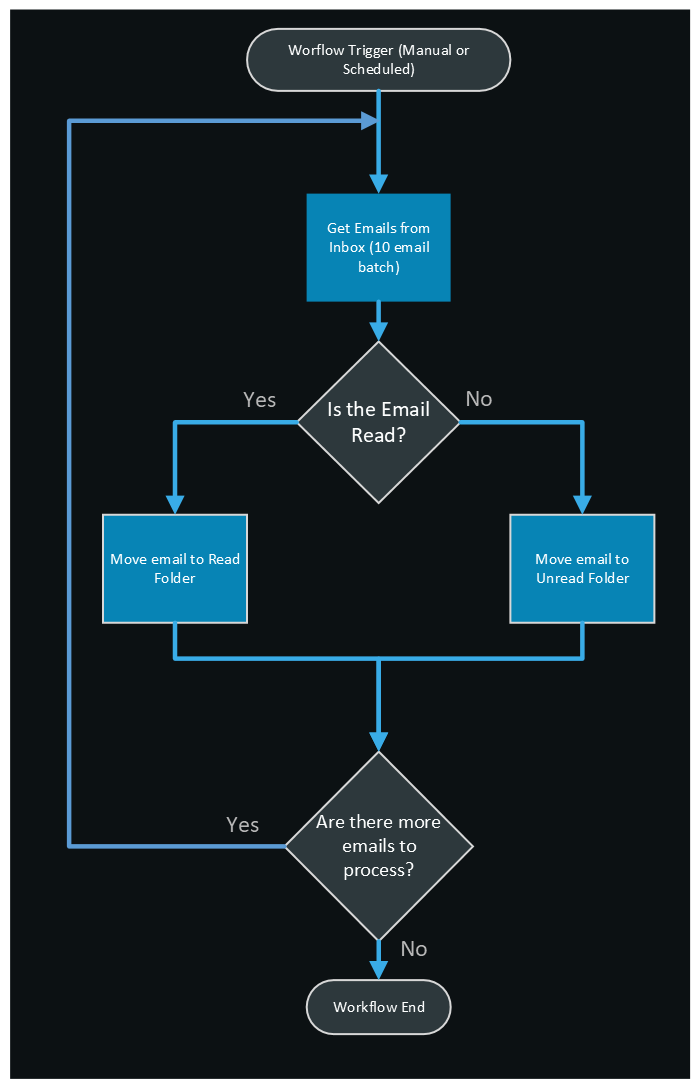 Worflow Trigger (Manual or
Scheduled)
Get Emails from
Inbox (10 email
batch)
Yes
No
Is the Email
Read?
Move email to Read
Folder
Move email to
Unread Folder
Yes
Are there more
emails to
process?
No
Workflow End